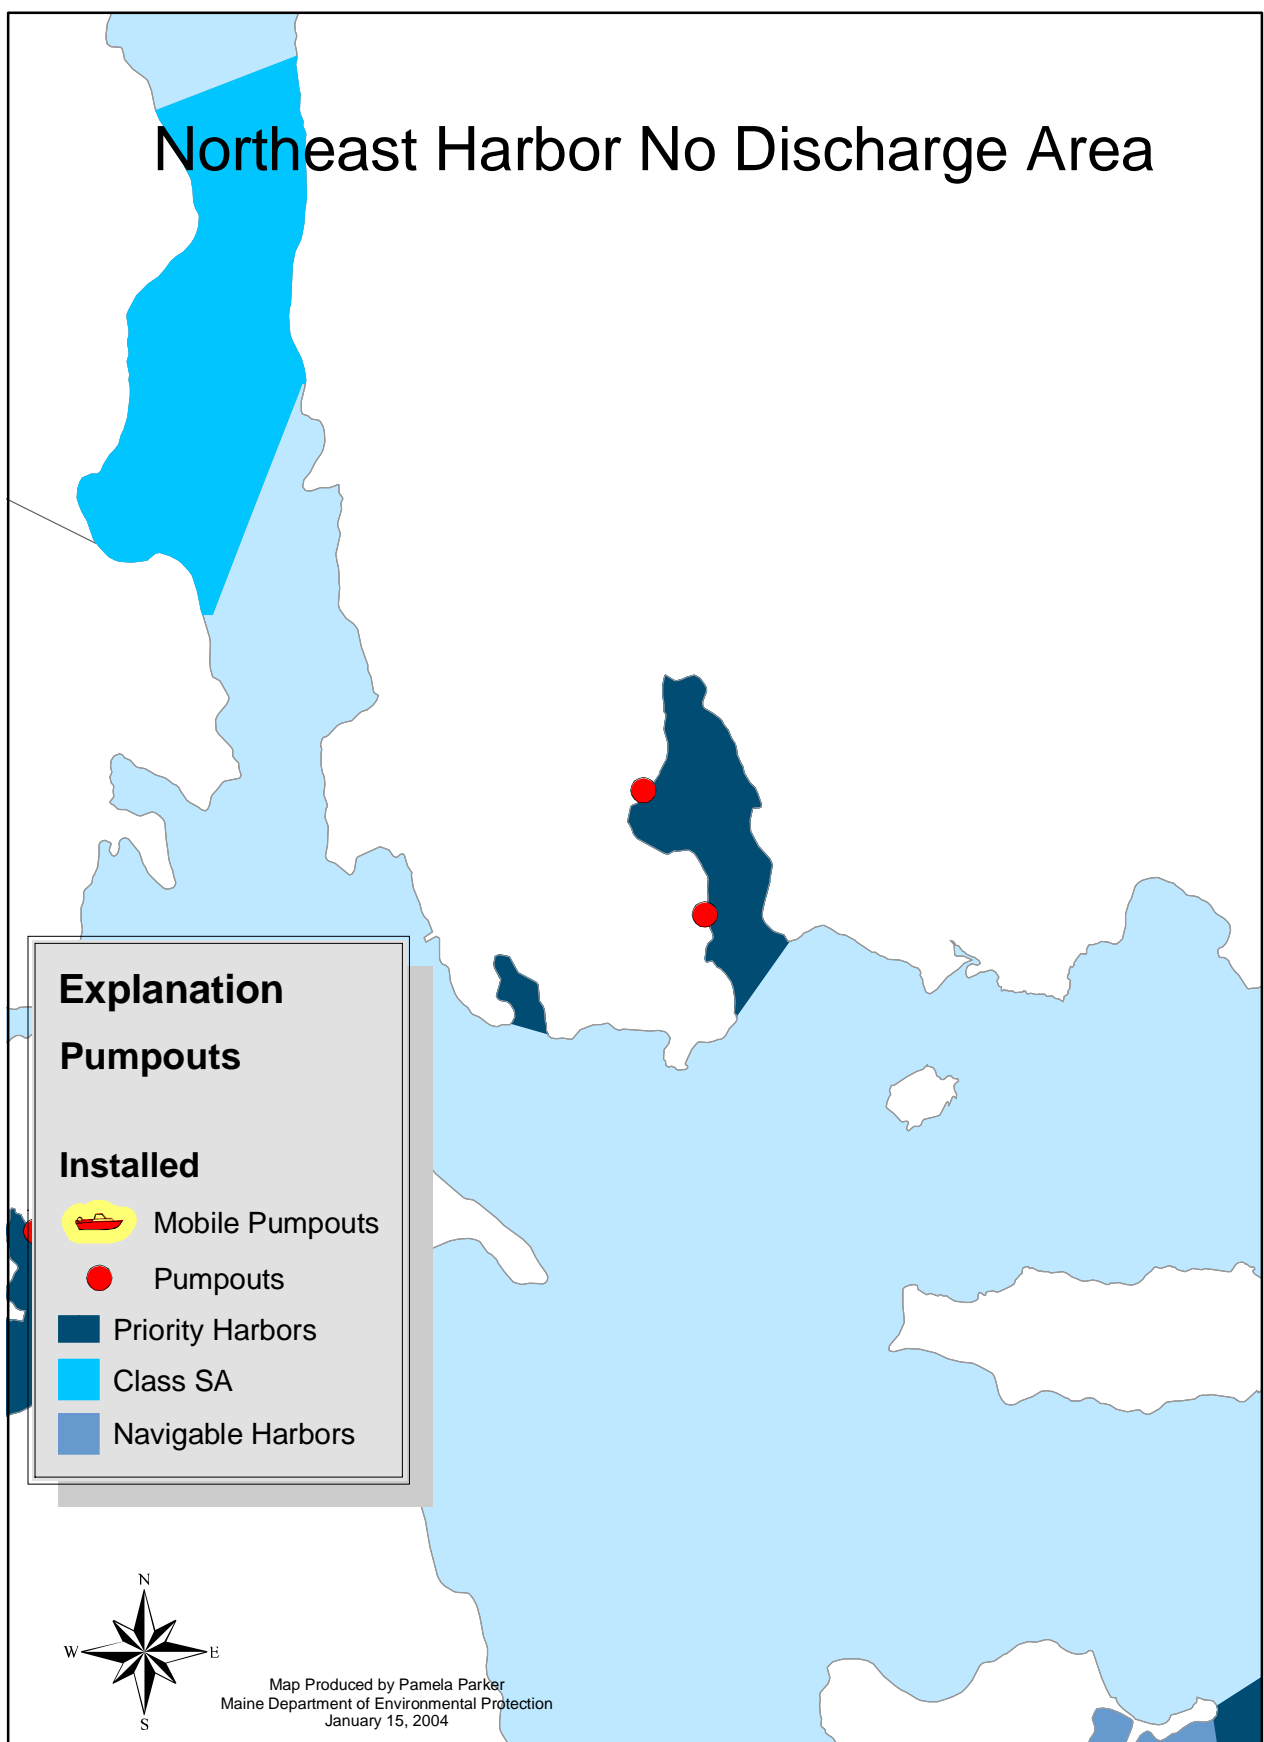 Northeast Harbor No Discharge Area
Explanation
Pumpouts
Installed
Mobile Pumpouts
Pumpouts
Priority Harbors
Class SA
Navigable Harbors
N
W E
S
Map Produced by Pamela Parker
Maine Department of Environmental Protection
January 15, 2004